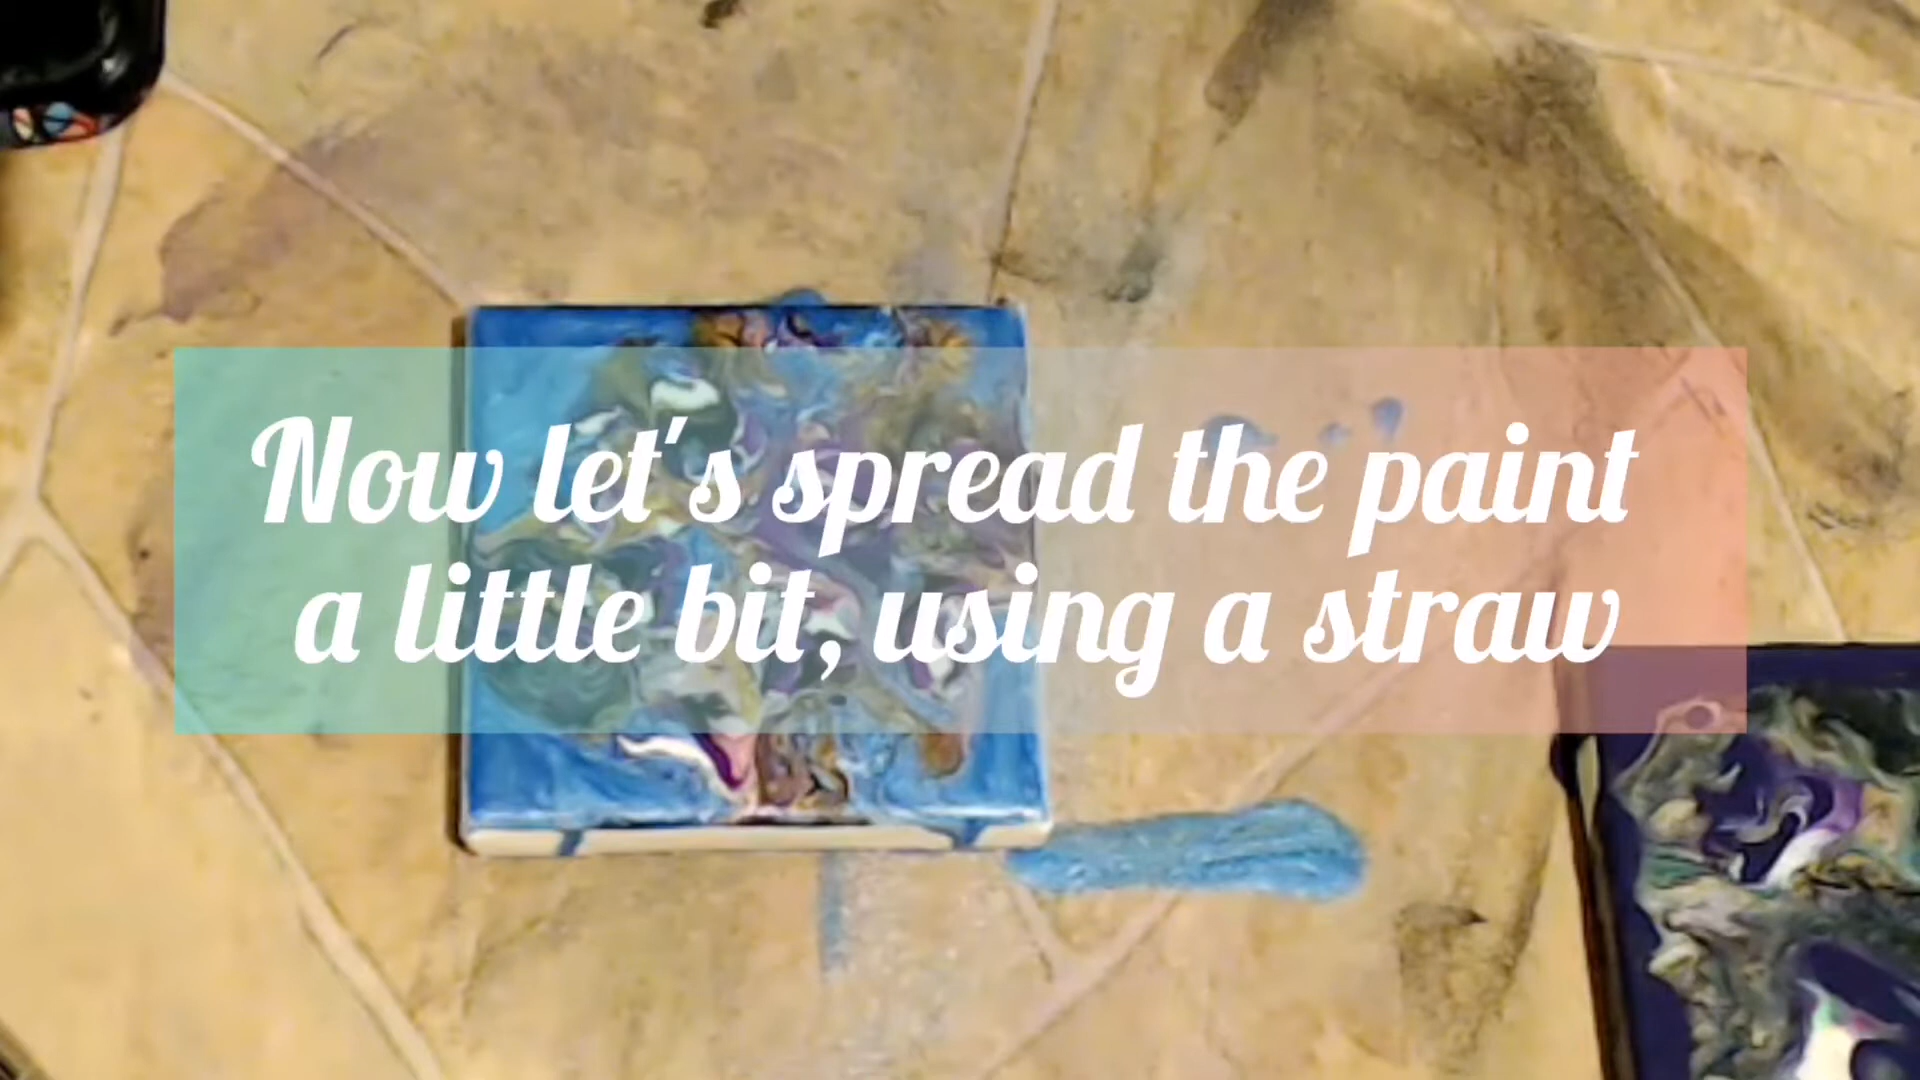 Now let's spread the paint
a little bit, using a straw